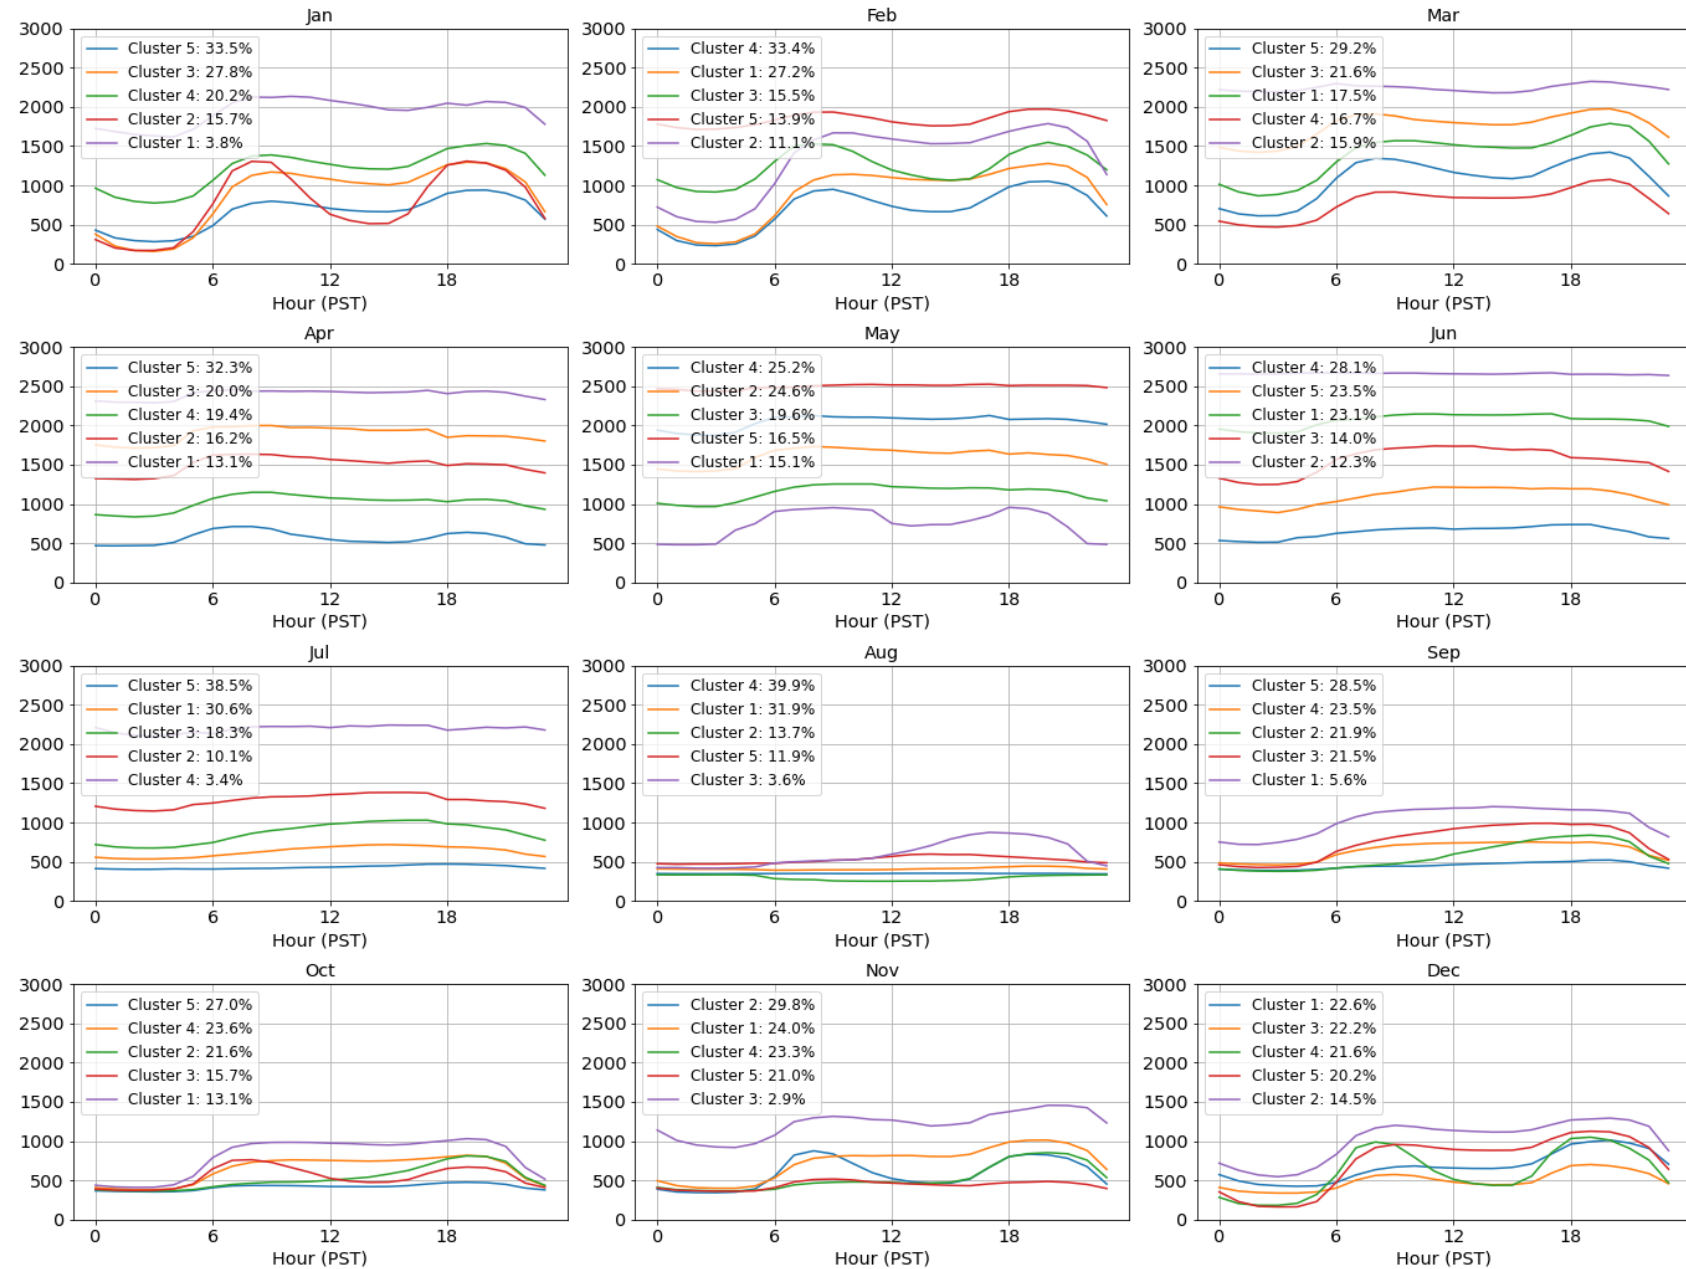 Jan
3000
2500
2000
1500
1000
500
0
Cluster 5: 33.5%
Cluster 3: 27.8%
Cluster 4: 20.2%
Cluster 2: 15.7%
Cluster 1: 3.8%
0 6 12 18
Hour (PST)
Feb
3000
2500
2000
1500
1000
500
0
Cluster 4: 33.4%
Cluster 1: 27.2%
Cluster 3: 15.5%
Cluster 5: 13.9%
Cluster 2: 11.1%
0 6 12 18
Hour (PST)
Mar
3000
2500
2000
1500
1000
500
0
Cluster 5: 29.2%
Cluster 3: 21.6%
Cluster 1: 17.5%
Cluster 4: 16.7%
Cluster 2: 15.9%
0 6 12 18
Hour (PST)
Apr
3000
2500
2000
1500
1000
500
0
Cluster 5: 32.3%
Cluster 3: 20.0%
Cluster 4: 19.4%
Cluster 2: 16.2%
Cluster 1: 13.1%
0 6 12 18
Hour (PST)
May
3000
2500
2000
1500
1000
500
0
Cluster 4: 25.2%
Cluster 2: 24.6%
Cluster 3: 19.6%
Cluster 5: 16.5%
Cluster 1: 15.1%
0 6 12 18
Hour (PST)
Jun
3000
2500
2000
1500
1000
500
0
Cluster 4: 28.1%
Cluster 5: 23.5%
Cluster 1: 23.1%
Cluster 3: 14.0%
Cluster 2: 12.3%
0 6 12 18
Hour (PST)
Jul
3000
2500
2000
1500
1000
500
0
Cluster 5: 38.5%
Cluster 1: 30.6%
Cluster 3: 18.3%
Cluster 2: 10.1%
Cluster 4: 3.4%
0 6 12 18
Hour (PST)
Aug
3000
2500
2000
1500
1000
500
0
Cluster 4: 39.9%
Cluster 1: 31.9%
Cluster 2: 13.7%
Cluster 5: 11.9%
Cluster 3: 3.6%
0 6 12 18
Hour (PST)
Sep
3000
2500
2000
1500
1000
500
0
Cluster 5: 28.5%
Cluster 4: 23.5%
Cluster 2: 21.9%
Cluster 3: 21.5%
Cluster 1: 5.6%
0 6 12 18
Hour (PST)
Oct
3000
2500
2000
1500
1000
500
0
Cluster 5: 27.0%
Cluster 4: 23.6%
Cluster 2: 21.6%
Cluster 3: 15.7%
Cluster 1: 13.1%
0 6 12 18
Hour (PST)
Nov
3000
2500
2000
1500
1000
500
0
Cluster 2: 29.8%
Cluster 1: 24.0%
Cluster 4: 23.3%
Cluster 5: 21.0%
Cluster 3: 2.9%
0 6 12 18
Hour (PST)
Dec
3000
2500
2000
1500
1000
500
0
Cluster 1: 22.6%
Cluster 3: 22.2%
Cluster 4: 21.6%
Cluster 5: 20.2%
Cluster 2: 14.5%
0 6 12 18
Hour (PST)